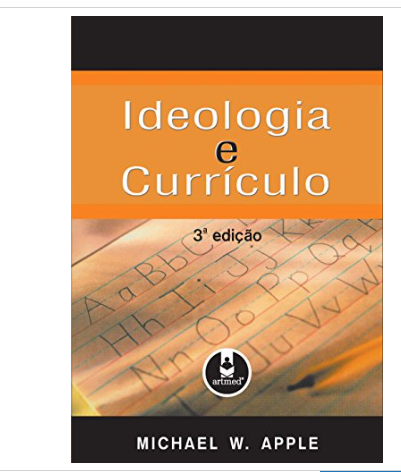 Ideologia
e
Currículo
3ª edição
A a B b C
P p Q q
H h I i J j
O o
U u V v W
N n
artmed®
MICHAEL W. APPLE